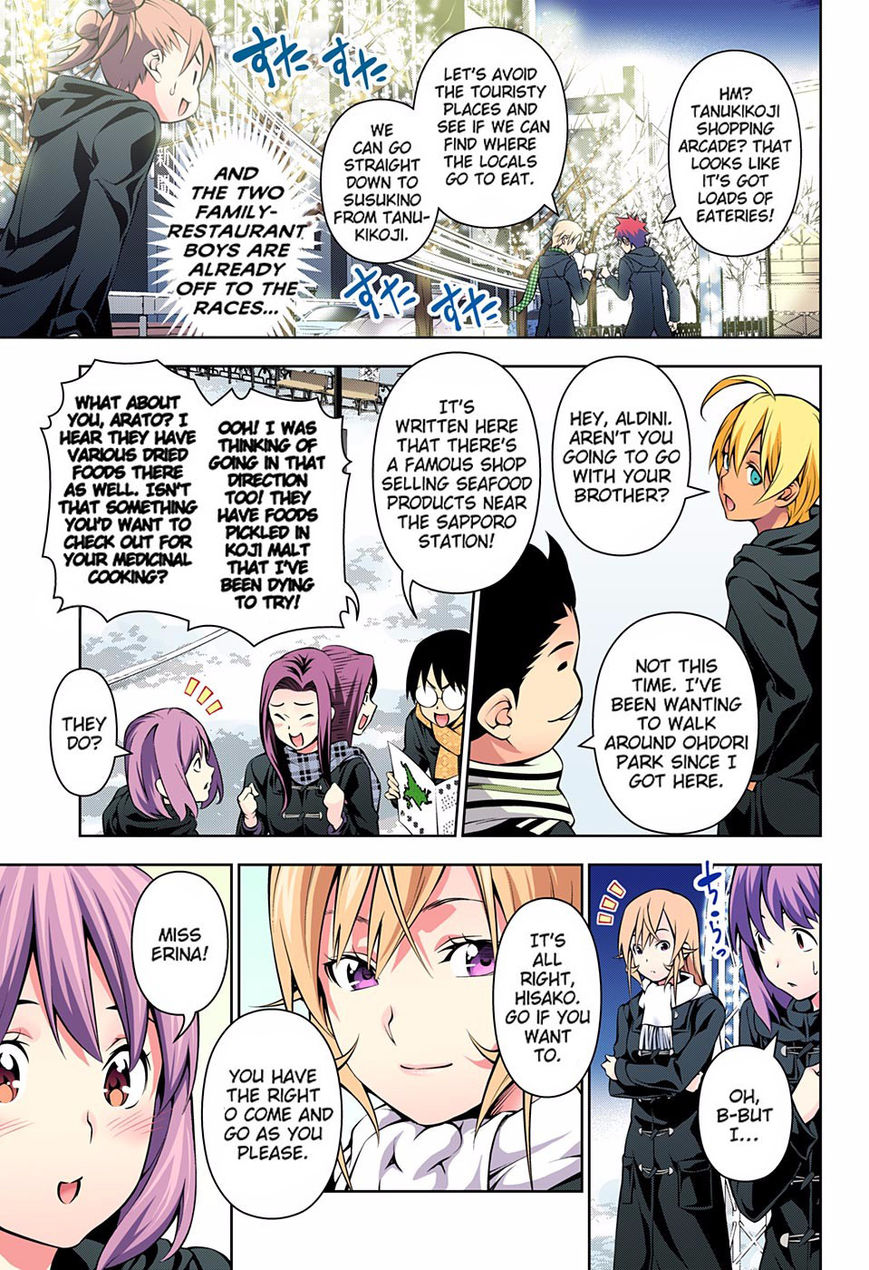 HM?
TANUKIKOJI
SHOPPING
ARCADE? THAT
LOOKS LIKE
IT'S GOT
LOADS OF
EATERIES!
LET'S AVOID
THE TOURISTY
PLACES AND
SEE IF WE CAN
FIND WHERE
THE LOCALS
GO TO EAT.
WE
CAN GO
STRAIGHT
DOWN TO
SUSUKINO
FROM TANU-
KIKOJI.
すた
すた
すた
すた
新聞
AND
THE TWO
FAMILY-
RESTAURANT
BOYS ARE
ALREADY
OFF TO THE
RACES...
HEY, ALDINI.
AREN'T YOU
GOING TO GO
WITH YOUR
BROTHER?
NOT THIS
TIME. I'VE
BEEN WANTING
TO WALK
AROUND OHDORI
PARK SINCE I
GOT HERE.
IT'S
WRITTEN HERE
THAT THERE'S
A FAMOUS SHOP
SELLING SEAFOOD
PRODUCTS NEAR
THE SAPPORO
STATION!
OOH! I WAS
THINKING OF
GOING IN THAT
DIRECTION
TOO! THEY
HAVE FOODS
PICKLED IN
KOJI MALT
THAT I'VE
BEEN DYING
TO TRY!
WHAT ABOUT
YOU, ARATO? I
HEAR THEY HAVE
VARIOUS DRIED
FOODS THERE
AS WELL. ISN'T
THAT SOMETHING
YOU'D WANT TO
CHECK OUT FOR
YOUR MEDICINAL
COOKING?
THEY
DO?
ちらっ
OH,
B-BUT
I...
IT'S
ALL
RIGHT,
HISAKO.
GO IF YOU
WANT
TO.
YOU HAVE
THE RIGHT
O COME AND
GO AS YOU
PLEASE.
MISS
ERINA!